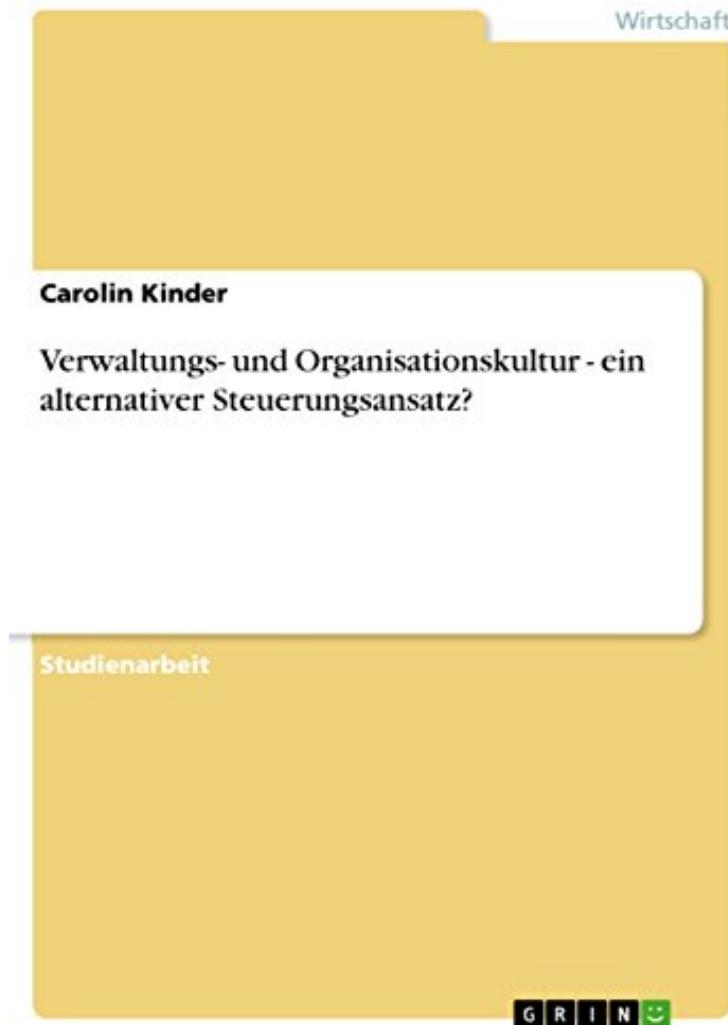 Wirtschaft
Carolin Kinder
Verwaltungs- und Organisationskultur - ein
alternativer Steuerungsansatz?
Studienarbeit
GRIN